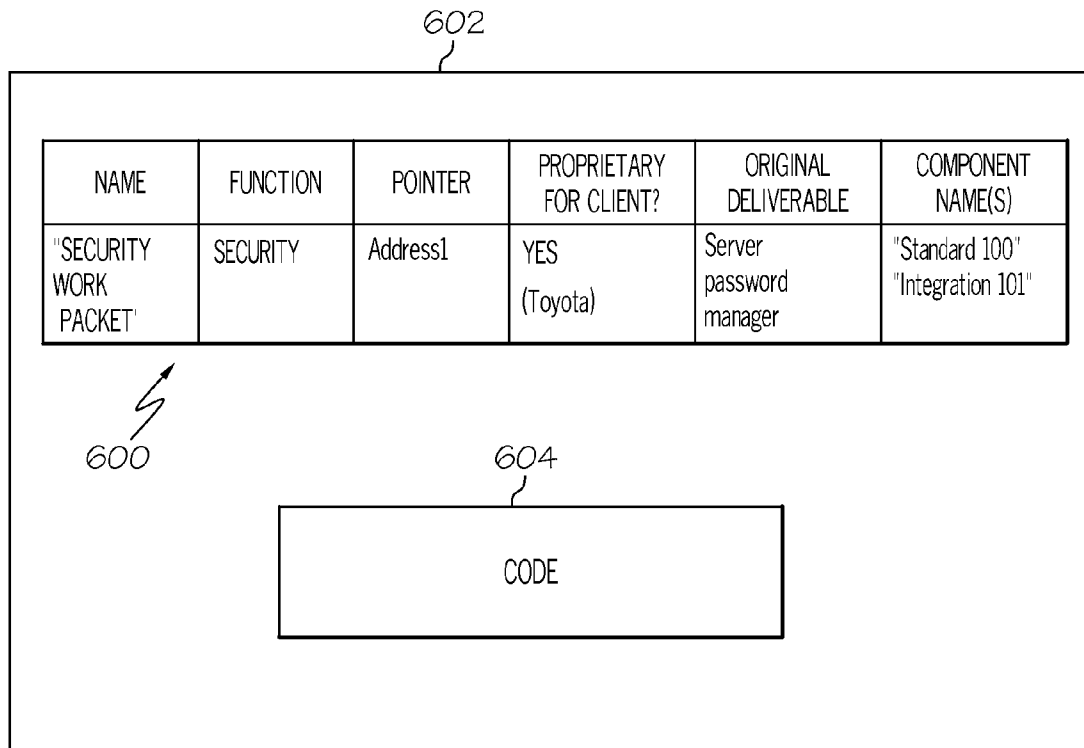 602
NAME
FUNCTION
POINTER
PROPRIETARY
FOR CLIENT?
ORIGINAL
DELIVERABLE
COMPONENT
NAME(S)
"SECURITY
WORK
PACKET'
SECURITY
Address1
YES
(Toyota)
Server
password
manager
"Standard 100"
"Integration 101"
600
604
CODE